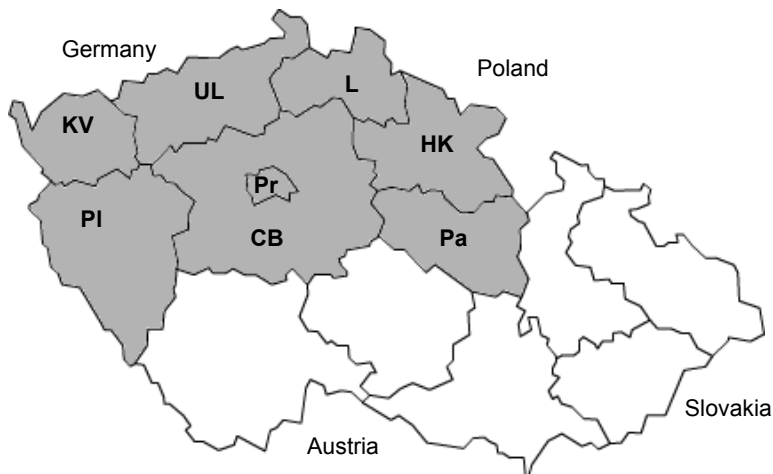 Germany
Poland
UL
L
KV
HK
Pr
Pl
CB
Pa
Slovakia
Austria